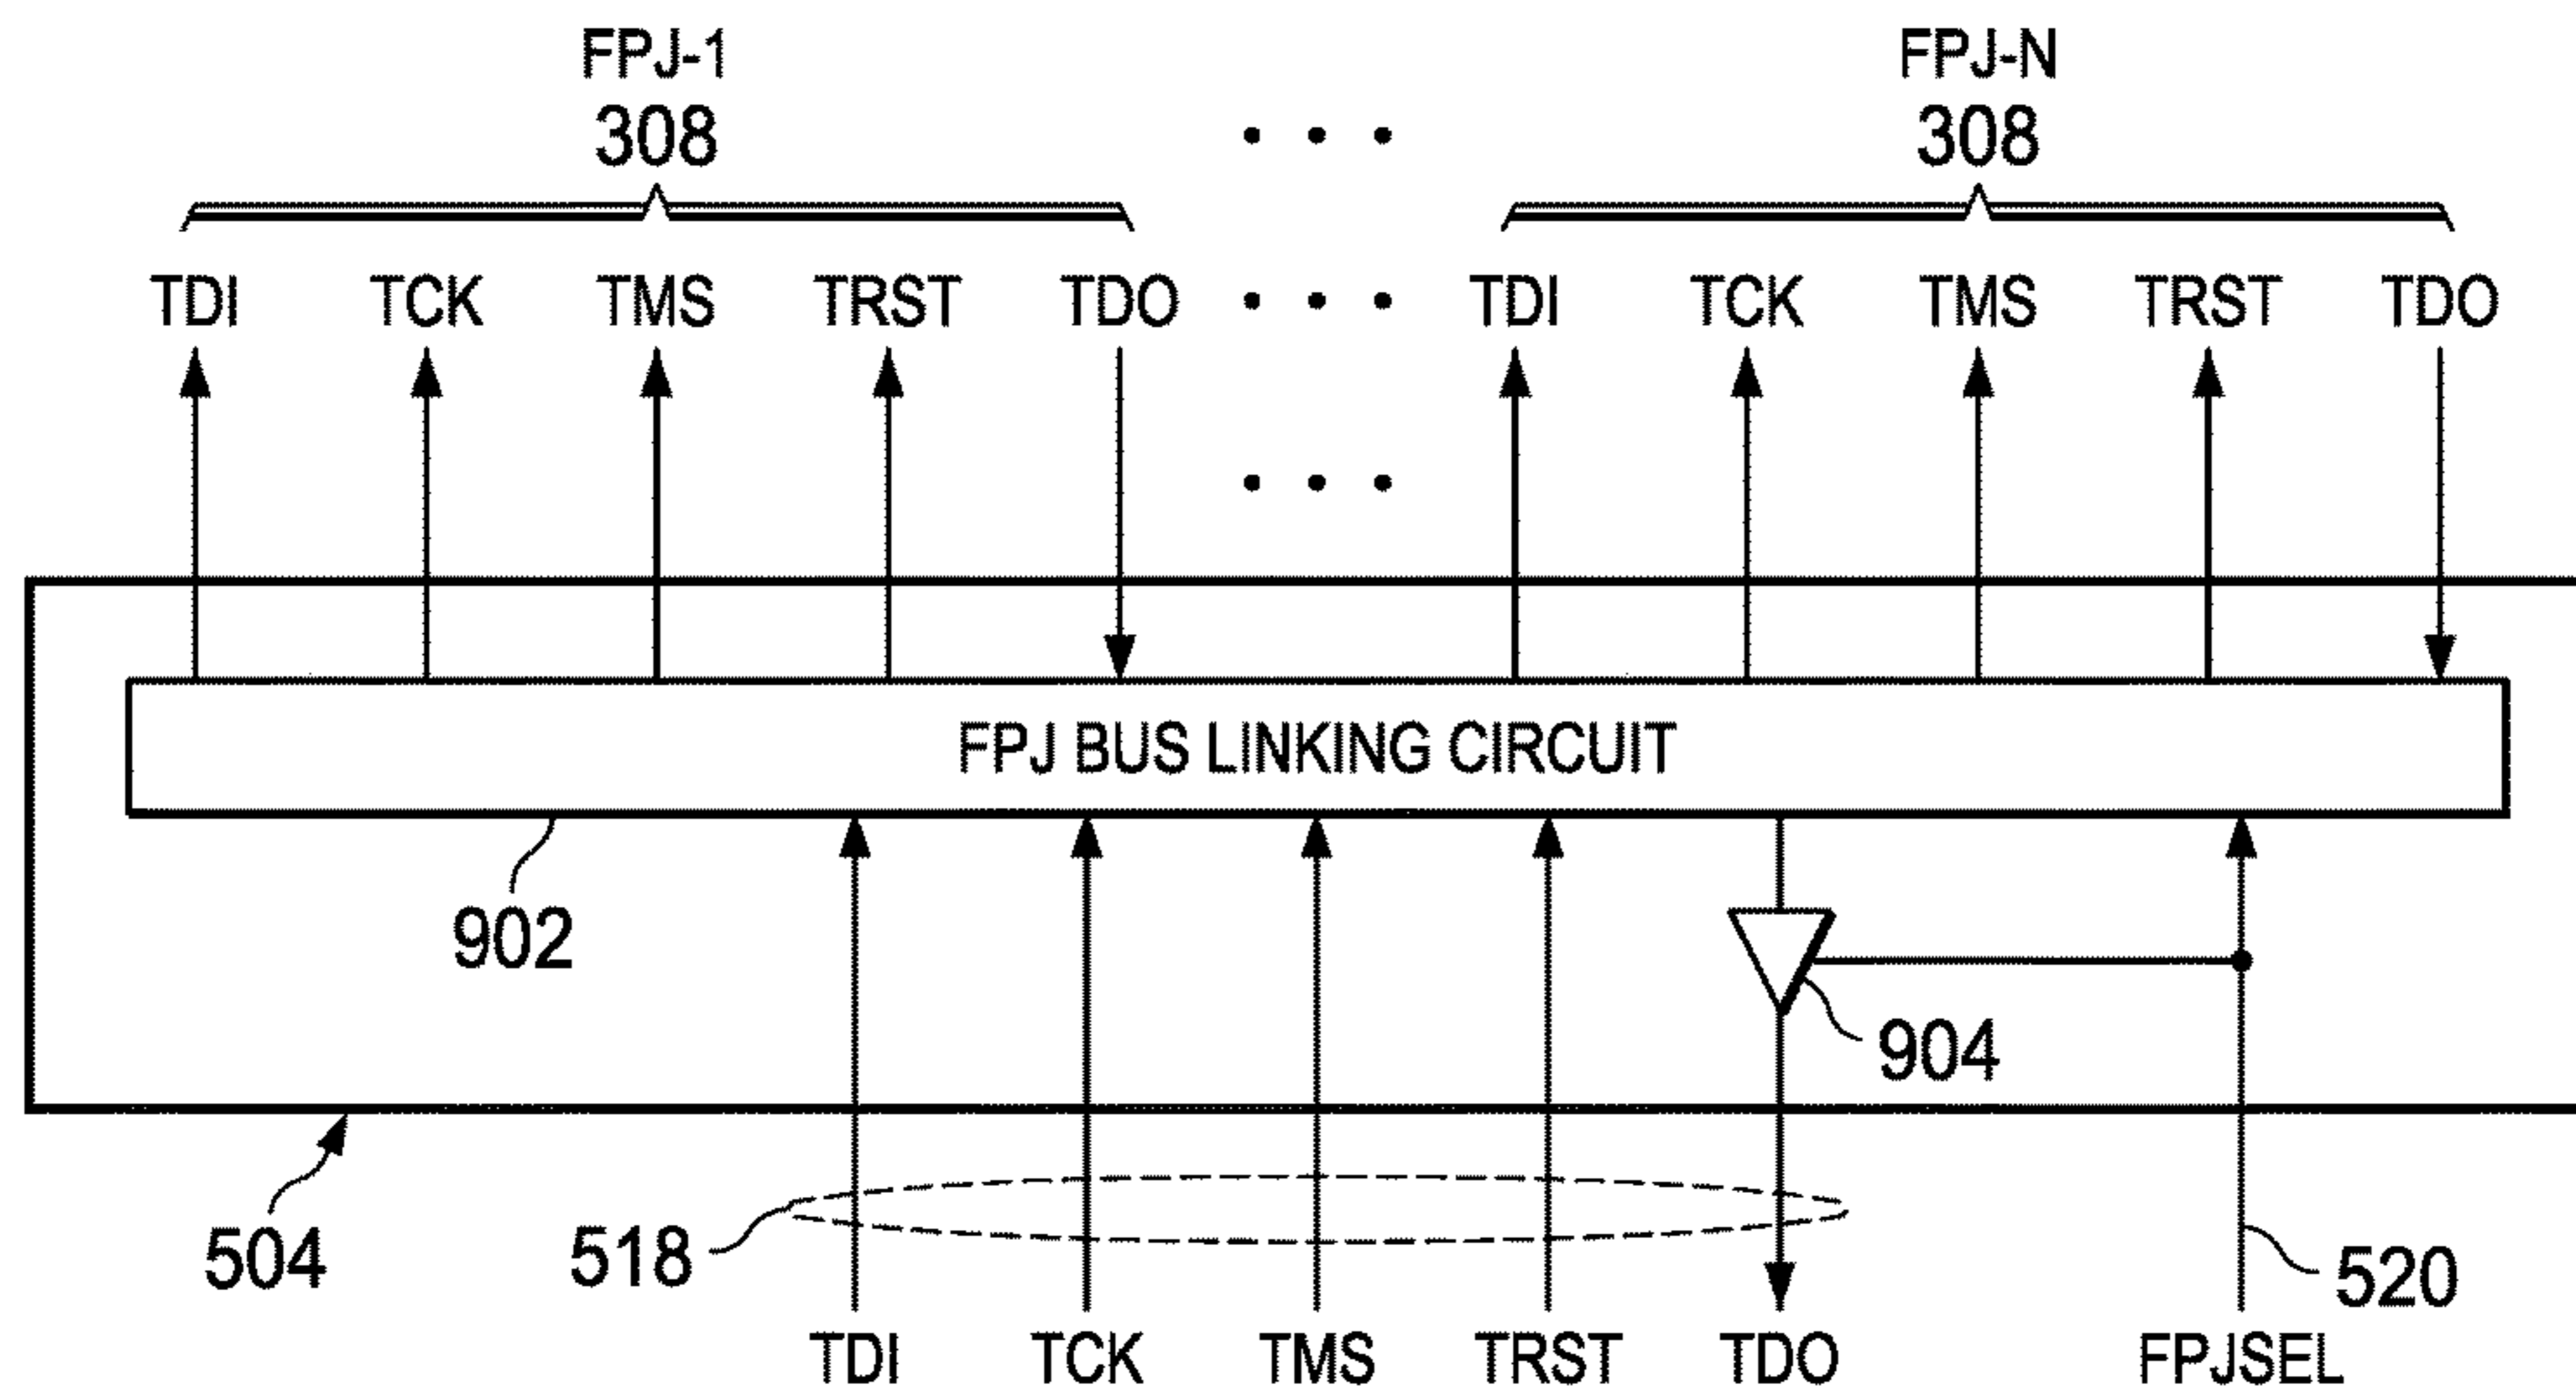 FPJ-1 FPJ-N
308 • • • 308
TDI TCK TMS TRST TDO • • • TDI TCK TMS TRST TDO
• • •
FPJ BUS LINKING CIRCUIT
902
904
504 518 520
TDI TCK TMS TRST TDO FPJSEL